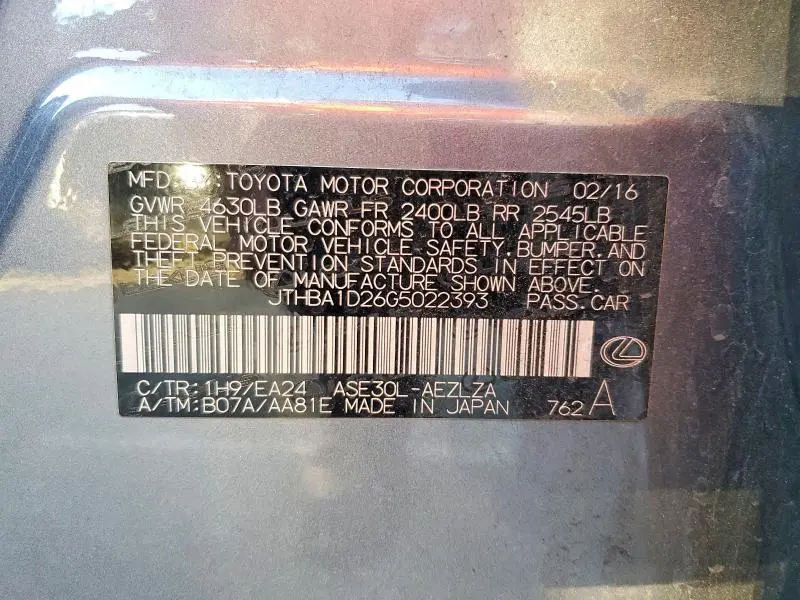 MFD. BY: TOYOTA MOTOR CORPORATION 02/16
GVWR 4630LB GAWR FR 2400LB RR 2545LB
THIS VEHICLE CONFORMS TO ALL APPLICABLE
FEDERAL MOTOR VEHICLE SAFETY, BUMPER, AND
THEFT PREVENTION STANDARDS IN EFFECT ON
THE DATE OF MANUFACTURE SHOWN ABOVE.
JTHBA1D26G5022393 PASS. CAR
C/TR: 1H9/EA24 ASE30L-AEZLZA
A/TM: B07A/AA81E MADE IN JAPAN 762 A